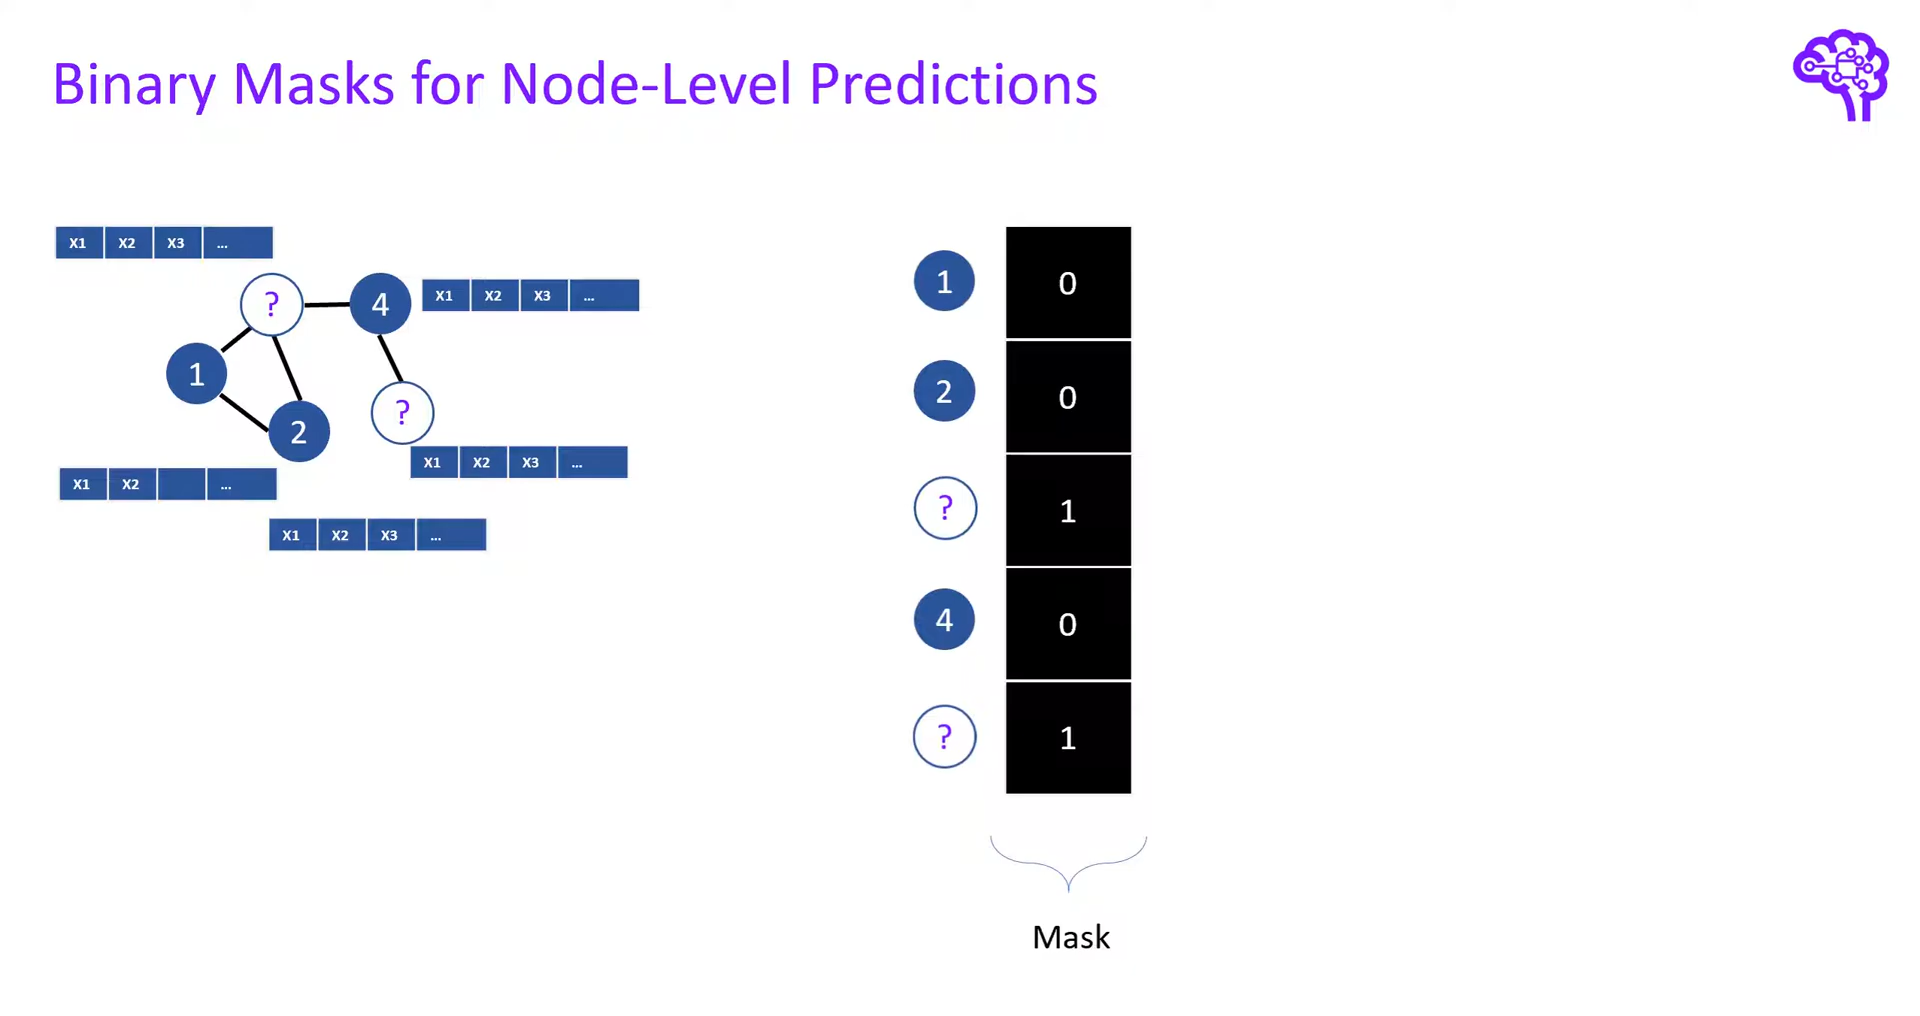 Binary Masks for Node-Level Predictions
X1 X2 X3 ...
? 4
X1 X2 X3 ...
1
2
?
X1 X2 X3 ...
X1 X2 ...
X1 X2 X3 ...
1 0
2 0
? 1
4 0
? 1
Mask